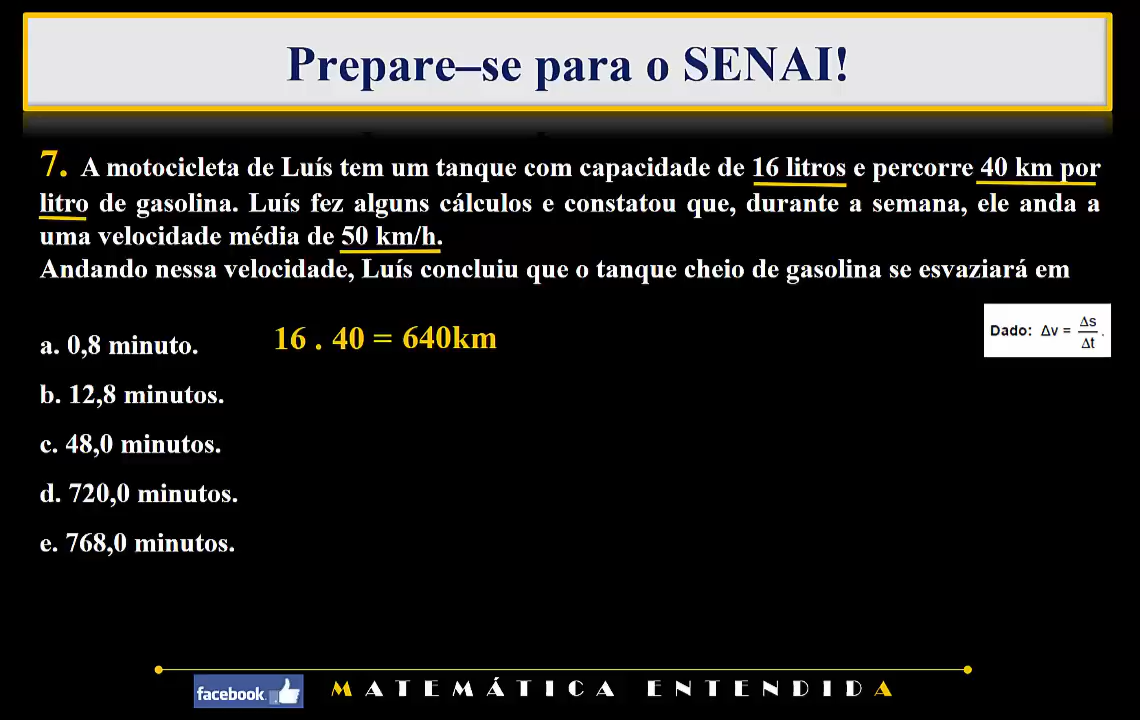 Prepare–se para o SENAI!
7. A motocicleta de Luís tem um tanque com capacidade de 16 litros e percorre 40 km por
litro de gasolina. Luís fez alguns cálculos e constatou que, durante a semana, ele anda a
uma velocidade média de 50 km/h.
Andando nessa velocidade, Luís concluiu que o tanque cheio de gasolina se esvaziará em
a. 0,8 minuto.
16 . 40 = 640km
Dado: Δv = Δs/Δt.
b. 12,8 minutos.
c. 48,0 minutos.
d. 720,0 minutos.
e. 768,0 minutos.
facebook.
MATEMÁTICA ENTENDIDA